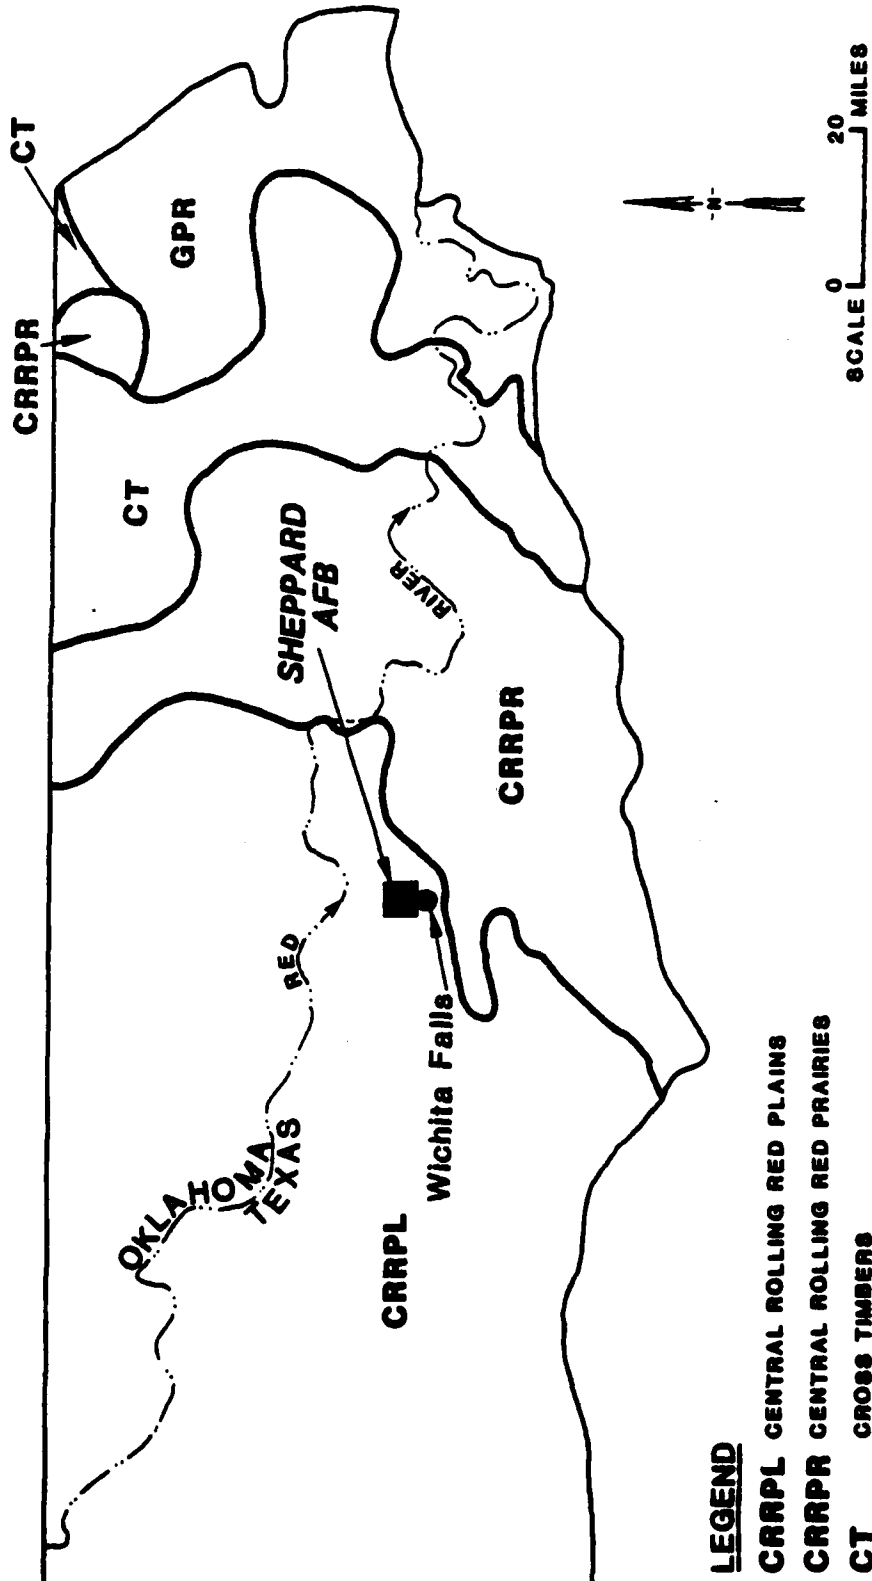 CRRPR
CT
CT
GPR
SHEPPARD
AFB
RED
RIVER
OKLAHOMA
TEXAS
CRRPL
Wichita Falls
CRRPR
-N-
SCALE
0
20
MILES
LEGEND
CRRPL CENTRAL ROLLING RED PLAINS
CRRPR CENTRAL ROLLING RED PRAIRIES
CT CROSS TIMBERS